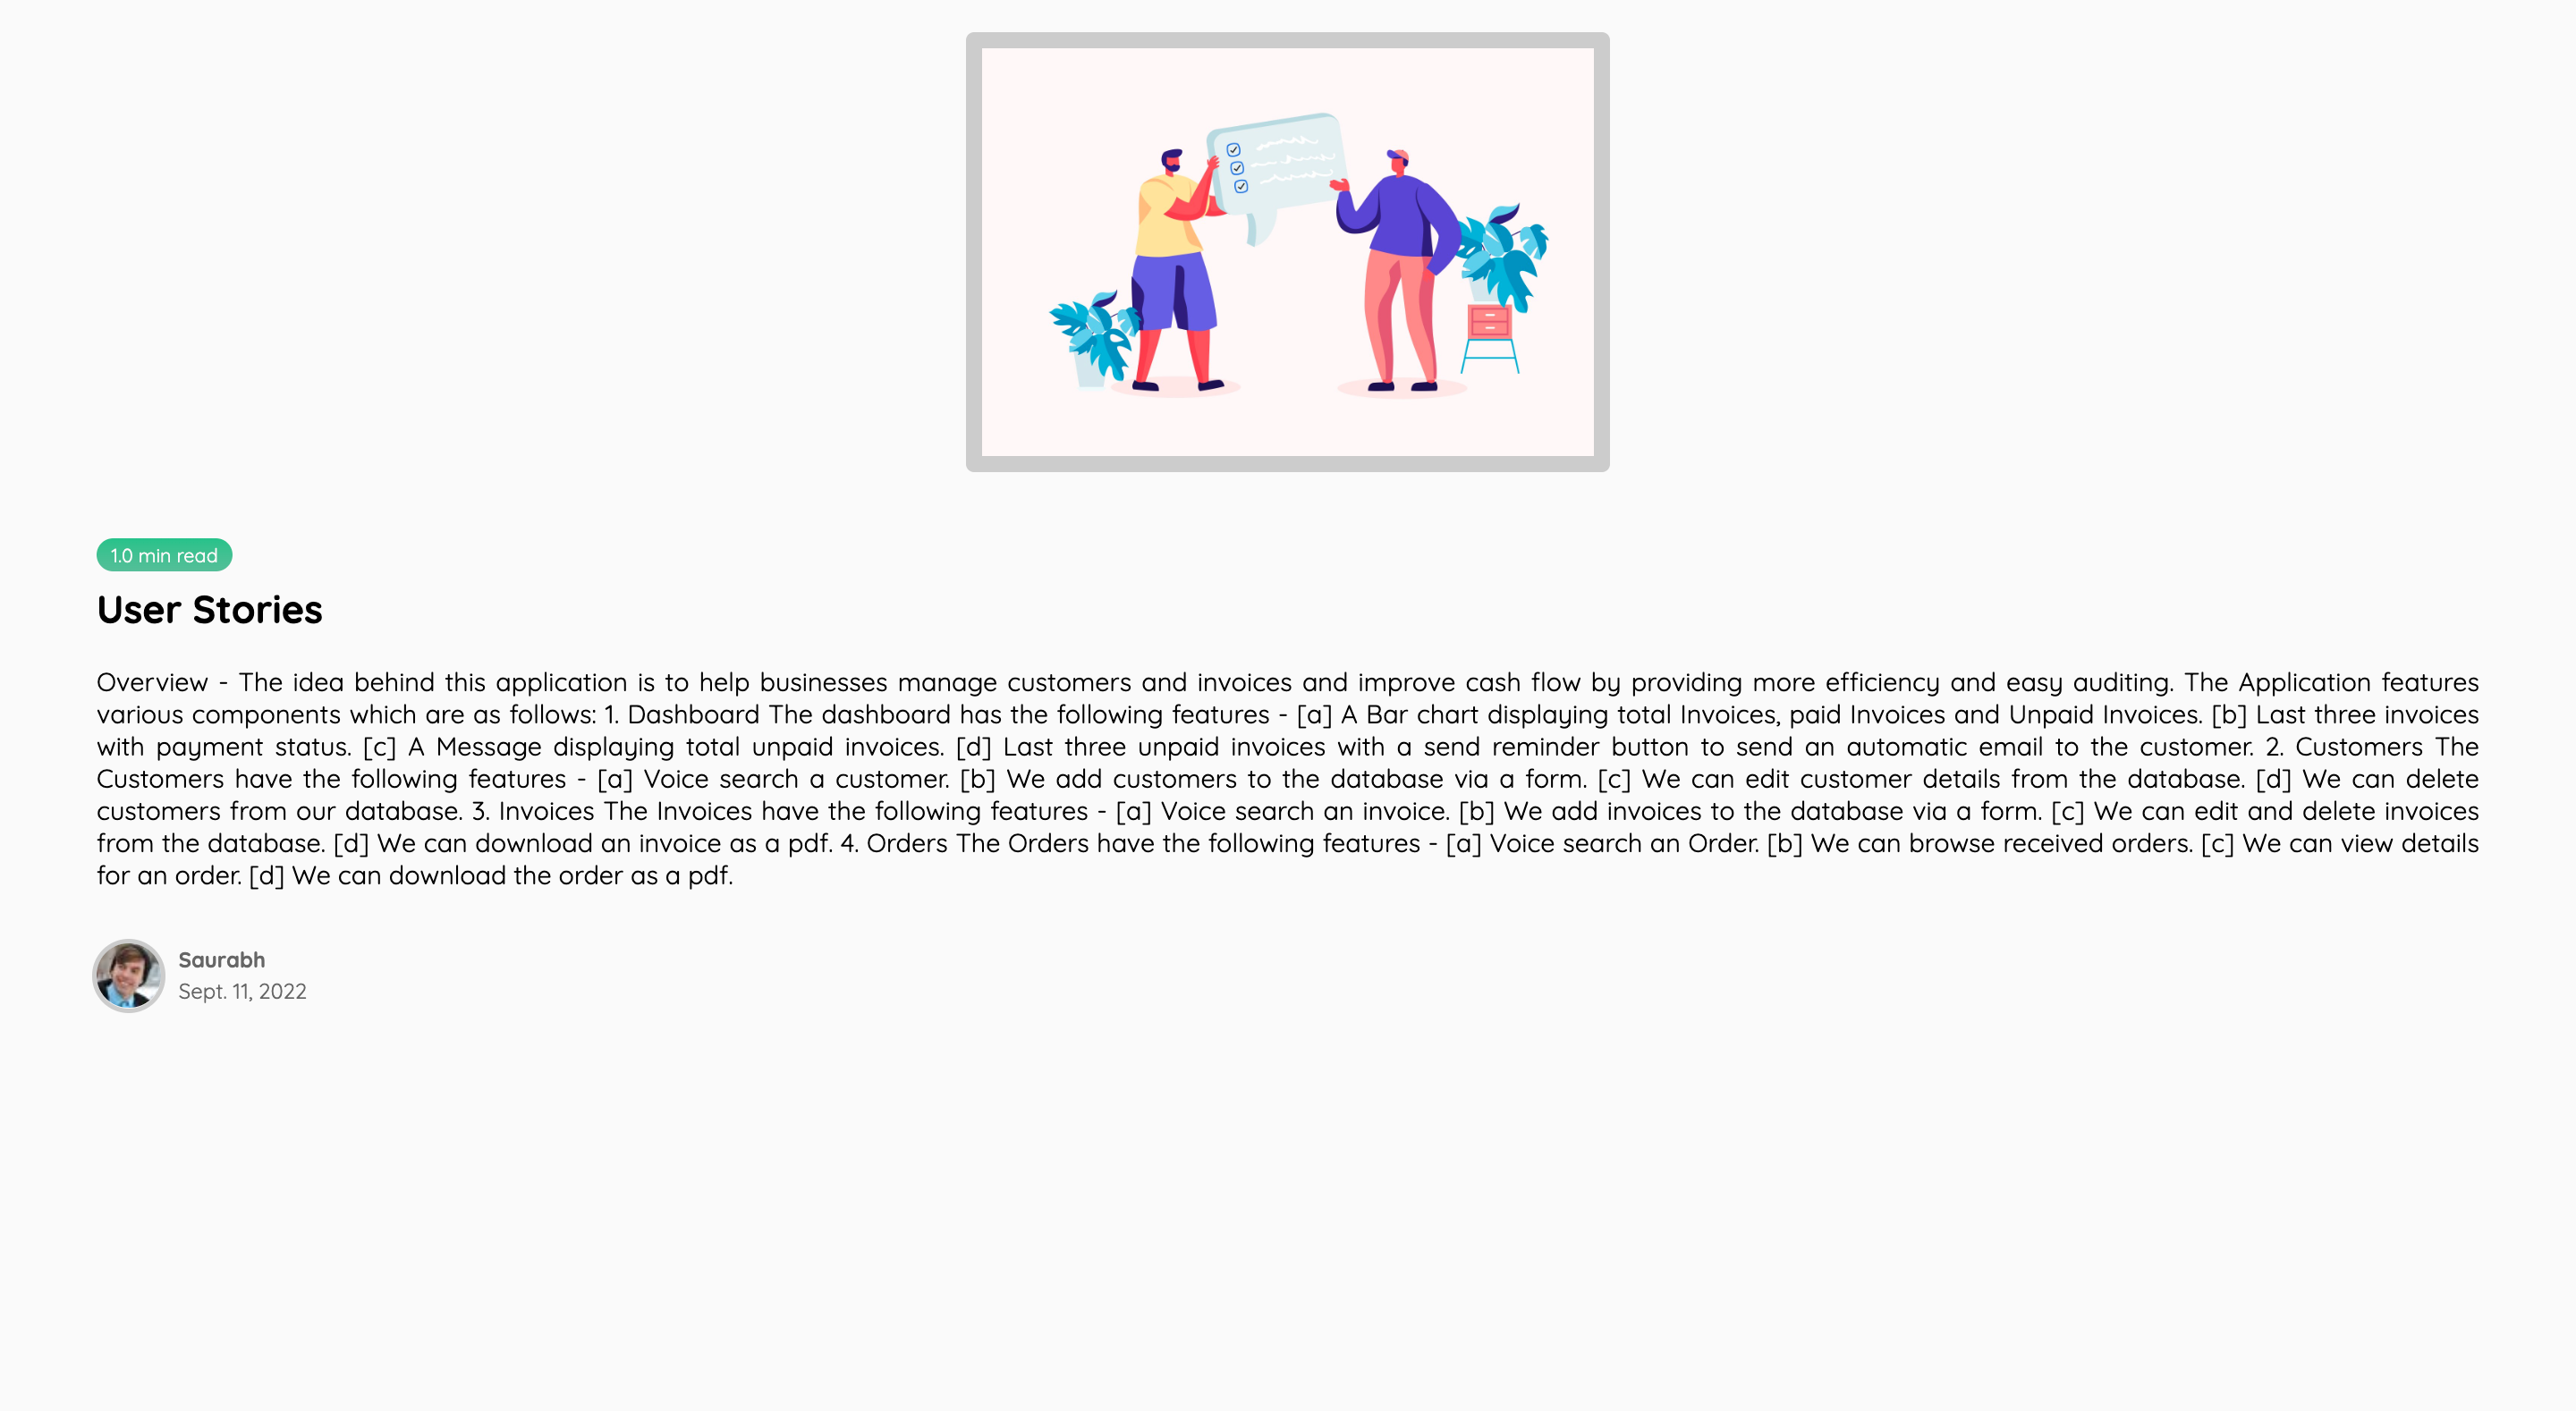 1.0 min read
User Stories
Overview - The idea behind this application is to help businesses manage customers and invoices and improve cash flow by providing more efficiency and easy auditing. The Application features
various components which are as follows: 1. Dashboard The dashboard has the following features - [a] A Bar chart displaying total Invoices, paid Invoices and Unpaid Invoices. [b] Last three invoices
with payment status. [c] A Message displaying total unpaid invoices. [d] Last three unpaid invoices with a send reminder button to send an automatic email to the customer. 2. Customers The
Customers have the following features - [a] Voice search a customer. [b] We add customers to the database via a form. [c] We can edit customer details from the database. [d] We can delete
customers from our database. 3. Invoices The Invoices have the following features - [a] Voice search an invoice. [b] We add invoices to the database via a form. [c] We can edit and delete invoices
from the database. [d] We can download an invoice as a pdf. 4. Orders The Orders have the following features - [a] Voice search an Order. [b] We can browse received orders. [c] We can view details
for an order. [d] We can download the order as a pdf.
Saurabh
Sept. 11, 2022